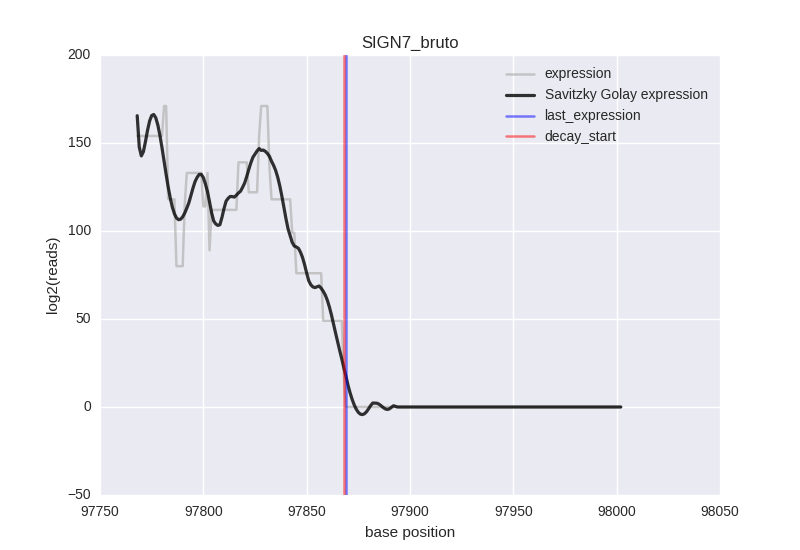 SIGN7_bruto
200
150
100
50
0
−50
log2(reads)
expression
Savitzky Golay expression
last_expression
decay_start
97750 97800 97850 97900 97950 98000 98050
base position